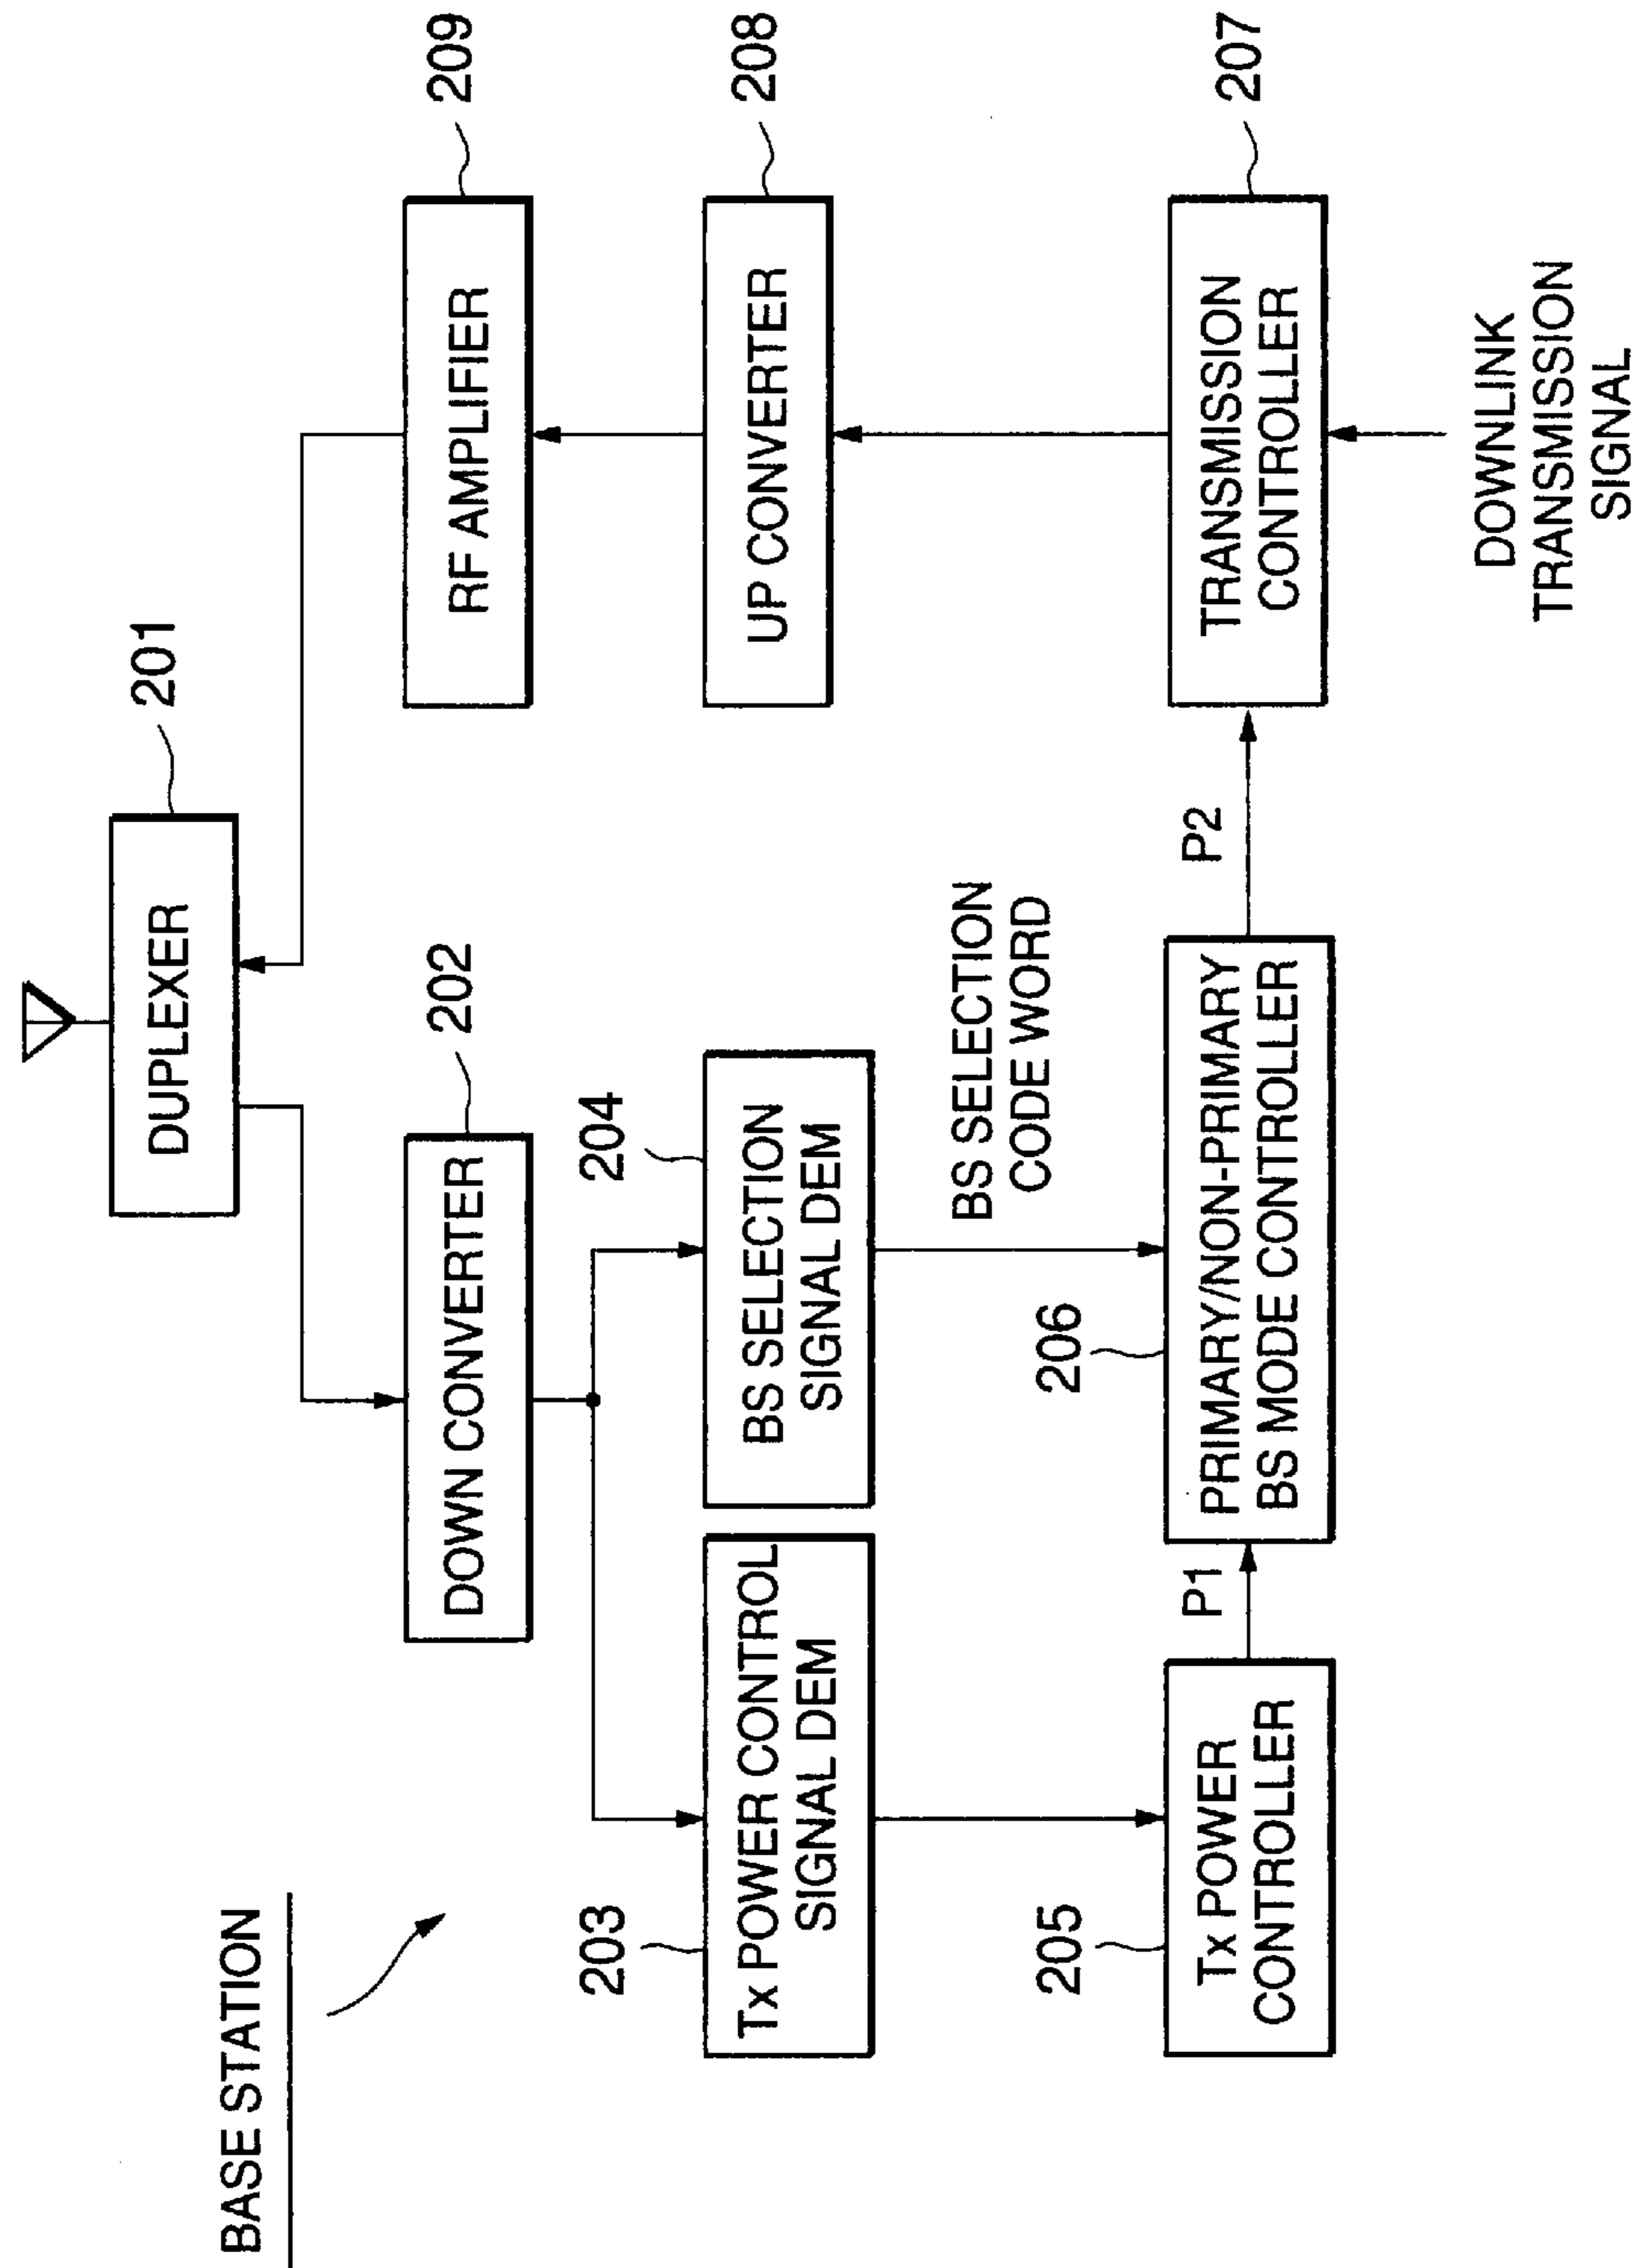 BASE STATION
DUPLEXER
201
DOWN CONVERTER
202
RF AMPLIFIER
209
203
Tx POWER CONTROL
SIGNAL DEM
204
BS SELECTION
SIGNAL DEM
UP CONVERTER
208
BS SELECTION
CODE WORD
205
Tx POWER
CONTROLLER
P1
206
PRIMARY/NON-PRIMARY
BS MODE CONTROLLER
P2
TRANSMISSION
CONTROLLER
207
DOWNLINK
TRANSMISSION
SIGNAL